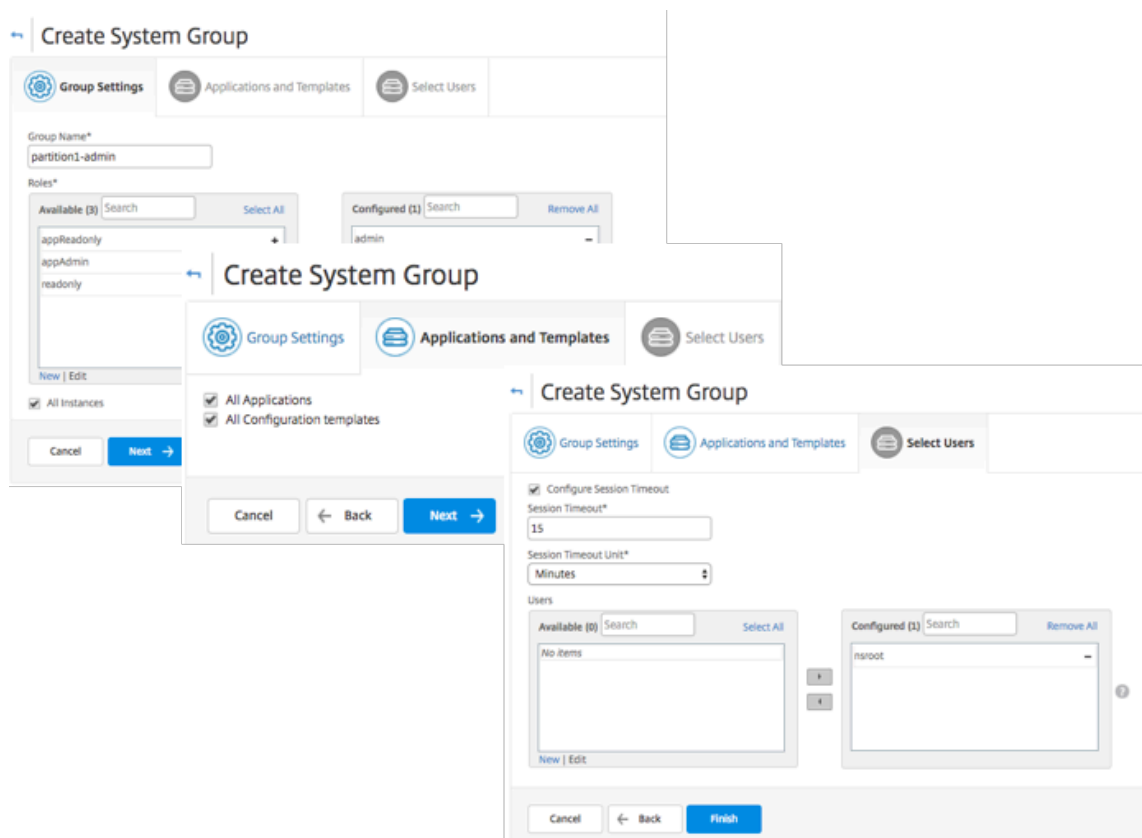 Create System Group
Group Settings Applications and Templates Select Users
Group Name*
partition1-admin
Roles*
Available (3) Search Select All Configured (1) Search Remove All
appReadonly + admin −
appAdmin
readonly
New | Edit
All Instances
Cancel Next →
Create System Group
Group Settings Applications and Templates Select Users
All Applications
All Configuration templates
Cancel ← Back Next →
Create System Group
Group Settings Applications and Templates Select Users
Configure Session Timeout
Session Timeout*
15
Session Timeout Unit*
Minutes
Users
Available (0) Search Select All Configured (1) Search Remove All
No items nsroot −
?
New | Edit
Cancel ← Back Finish